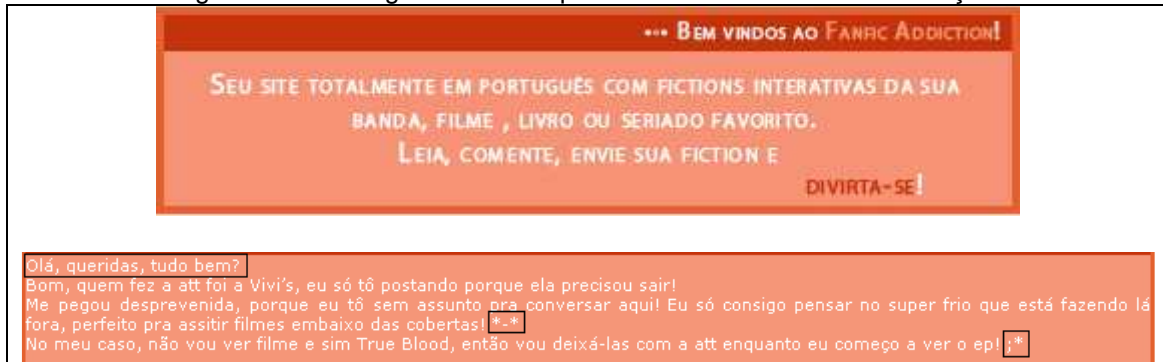 ••• BEM VINDOS AO FANFIC ADDICTION!
SEU SITE TOTALMENTE EM PORTUGUÊS COM FICTIONS INTERATIVAS DA SUA
BANDA, FILME , LIVRO OU SERIADO FAVORITO.
LEIA, COMENTE, ENVIE SUA FICTION E
DIVIRTA-SE!
Olá, queridas, tudo bem?
Bom, quem fez a att foi a Vivi's, eu só tô postando porque ela precisou sair!
Me pegou desprevenida, porque eu tô sem assunto pra conversar aqui! Eu só consigo pensar no super frio que está fazendo lá
fora, perfeito pra assitir filmes embaixo das cobertas! *-*
No meu caso, não vou ver filme e sim True Blood, então vou deixá-las com a att enquanto eu começo a ver o ep! ;*